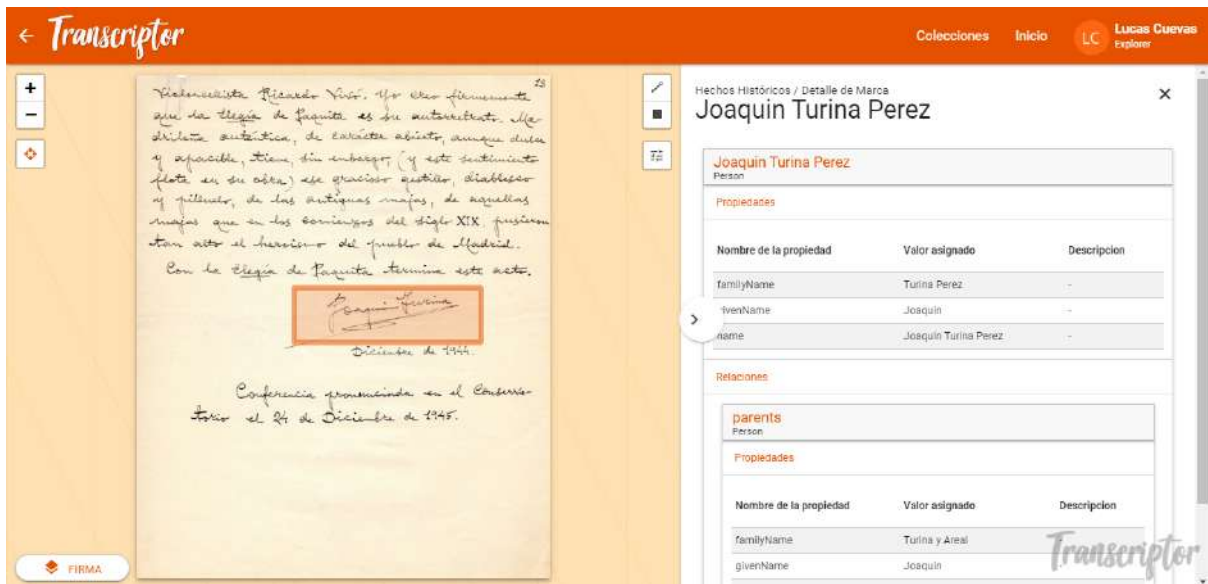 Transcriptor
Colecciones
Inicio
LC
Lucas Cuevas
Explorer
+
-
13
Violoncellista Ricardo Vivó. Yo creo firmemente
que la Elegía de Paquita es su autorretrato. Ma-
drileña auténtica, de carácter abierto, aunque dulce
y apacible, tiene, sin embargo, (y este sentimiento
flota en su obra) ese gracioso gestillo, diablesco
y pilluelo, de las antiguas majas, de aquellas
majas que en los comienzos del siglo XIX, pusieron
tan alto el heroismo del pueblo de Madrid.
Con la Elegía de Paquita termina este acto.
Joaquin Turina
Diciembre de 1944.
Conferencia pronunciada en el Conserva-
torio el 24 de Diciembre de 1945.
FIRMA
Hechos Históricos / Detalle de Marca
Joaquin Turina Perez
Joaquin Turina Perez
Person
Propiedades
Nombre de la propiedad Valor asignado Descripcion
familyName Turina Perez -
givenName Joaquin -
name Joaquin Turina Perez -
Relaciones
parents
Person
Propiedades
Nombre de la propiedad Valor asignado Descripcion
familyName Turina y Areal
givenName Joaquin
Transcriptor